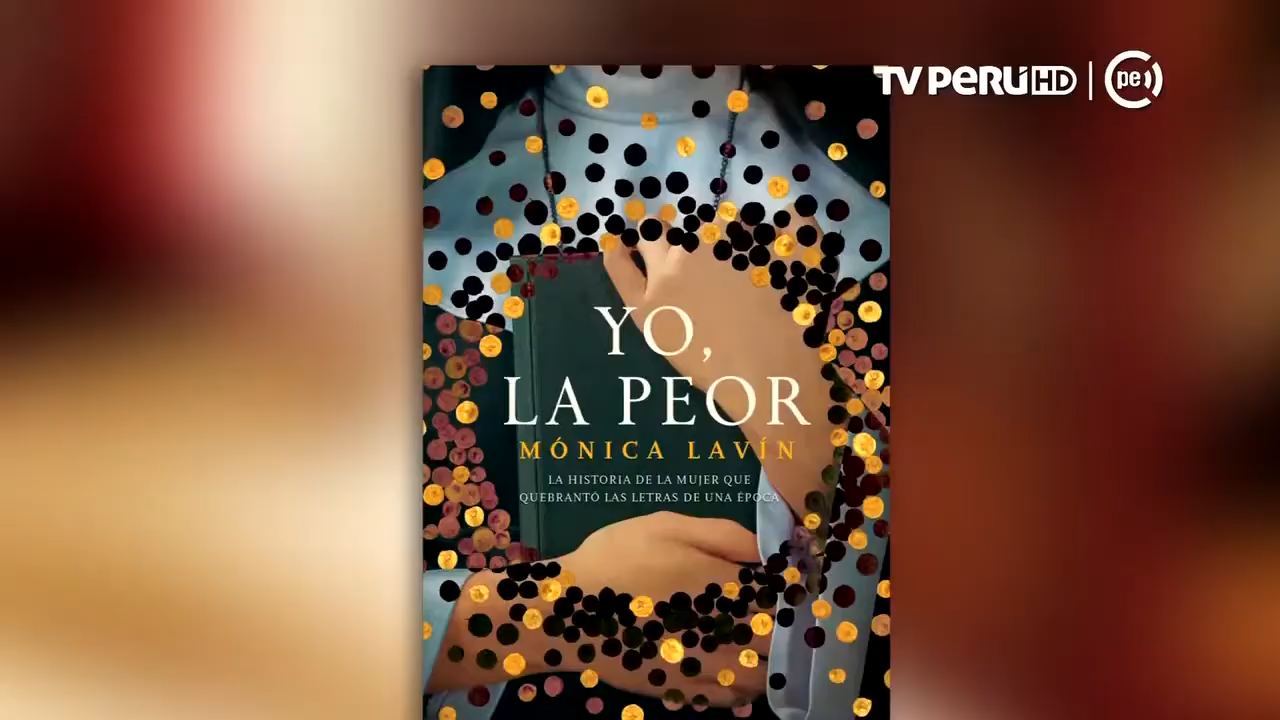 TV PERÚ HD | pe
YO,
LA PEOR
MÓNICA LAVÍN
LA HISTORIA DE LA MUJER QUE
QUEBRANTÓ LAS LETRAS DE UNA ÉPOCA